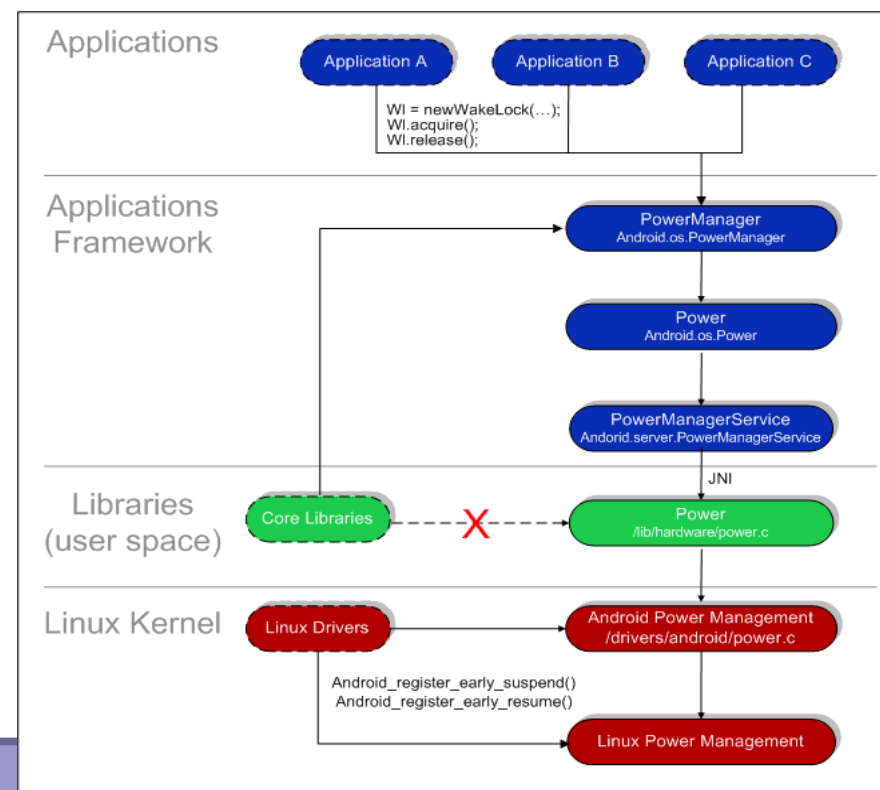 Applications
Application A
Application B
Application C
Wl = newWakeLock(…);
Wl.acquire();
Wl.release();
Applications
Framework
PowerManager
Android.os.PowerManager
Power
Android.os.Power
PowerManagerService
Andorid.server.PowerManagerService
JNI
Libraries
(user space)
Core Libraries
X
Power
/lib/hardware/power.c
Linux Kernel
Linux Drivers
Android Power Management
/drivers/android/power.c
Android_register_early_suspend()
Android_register_early_resume()
Linux Power Management